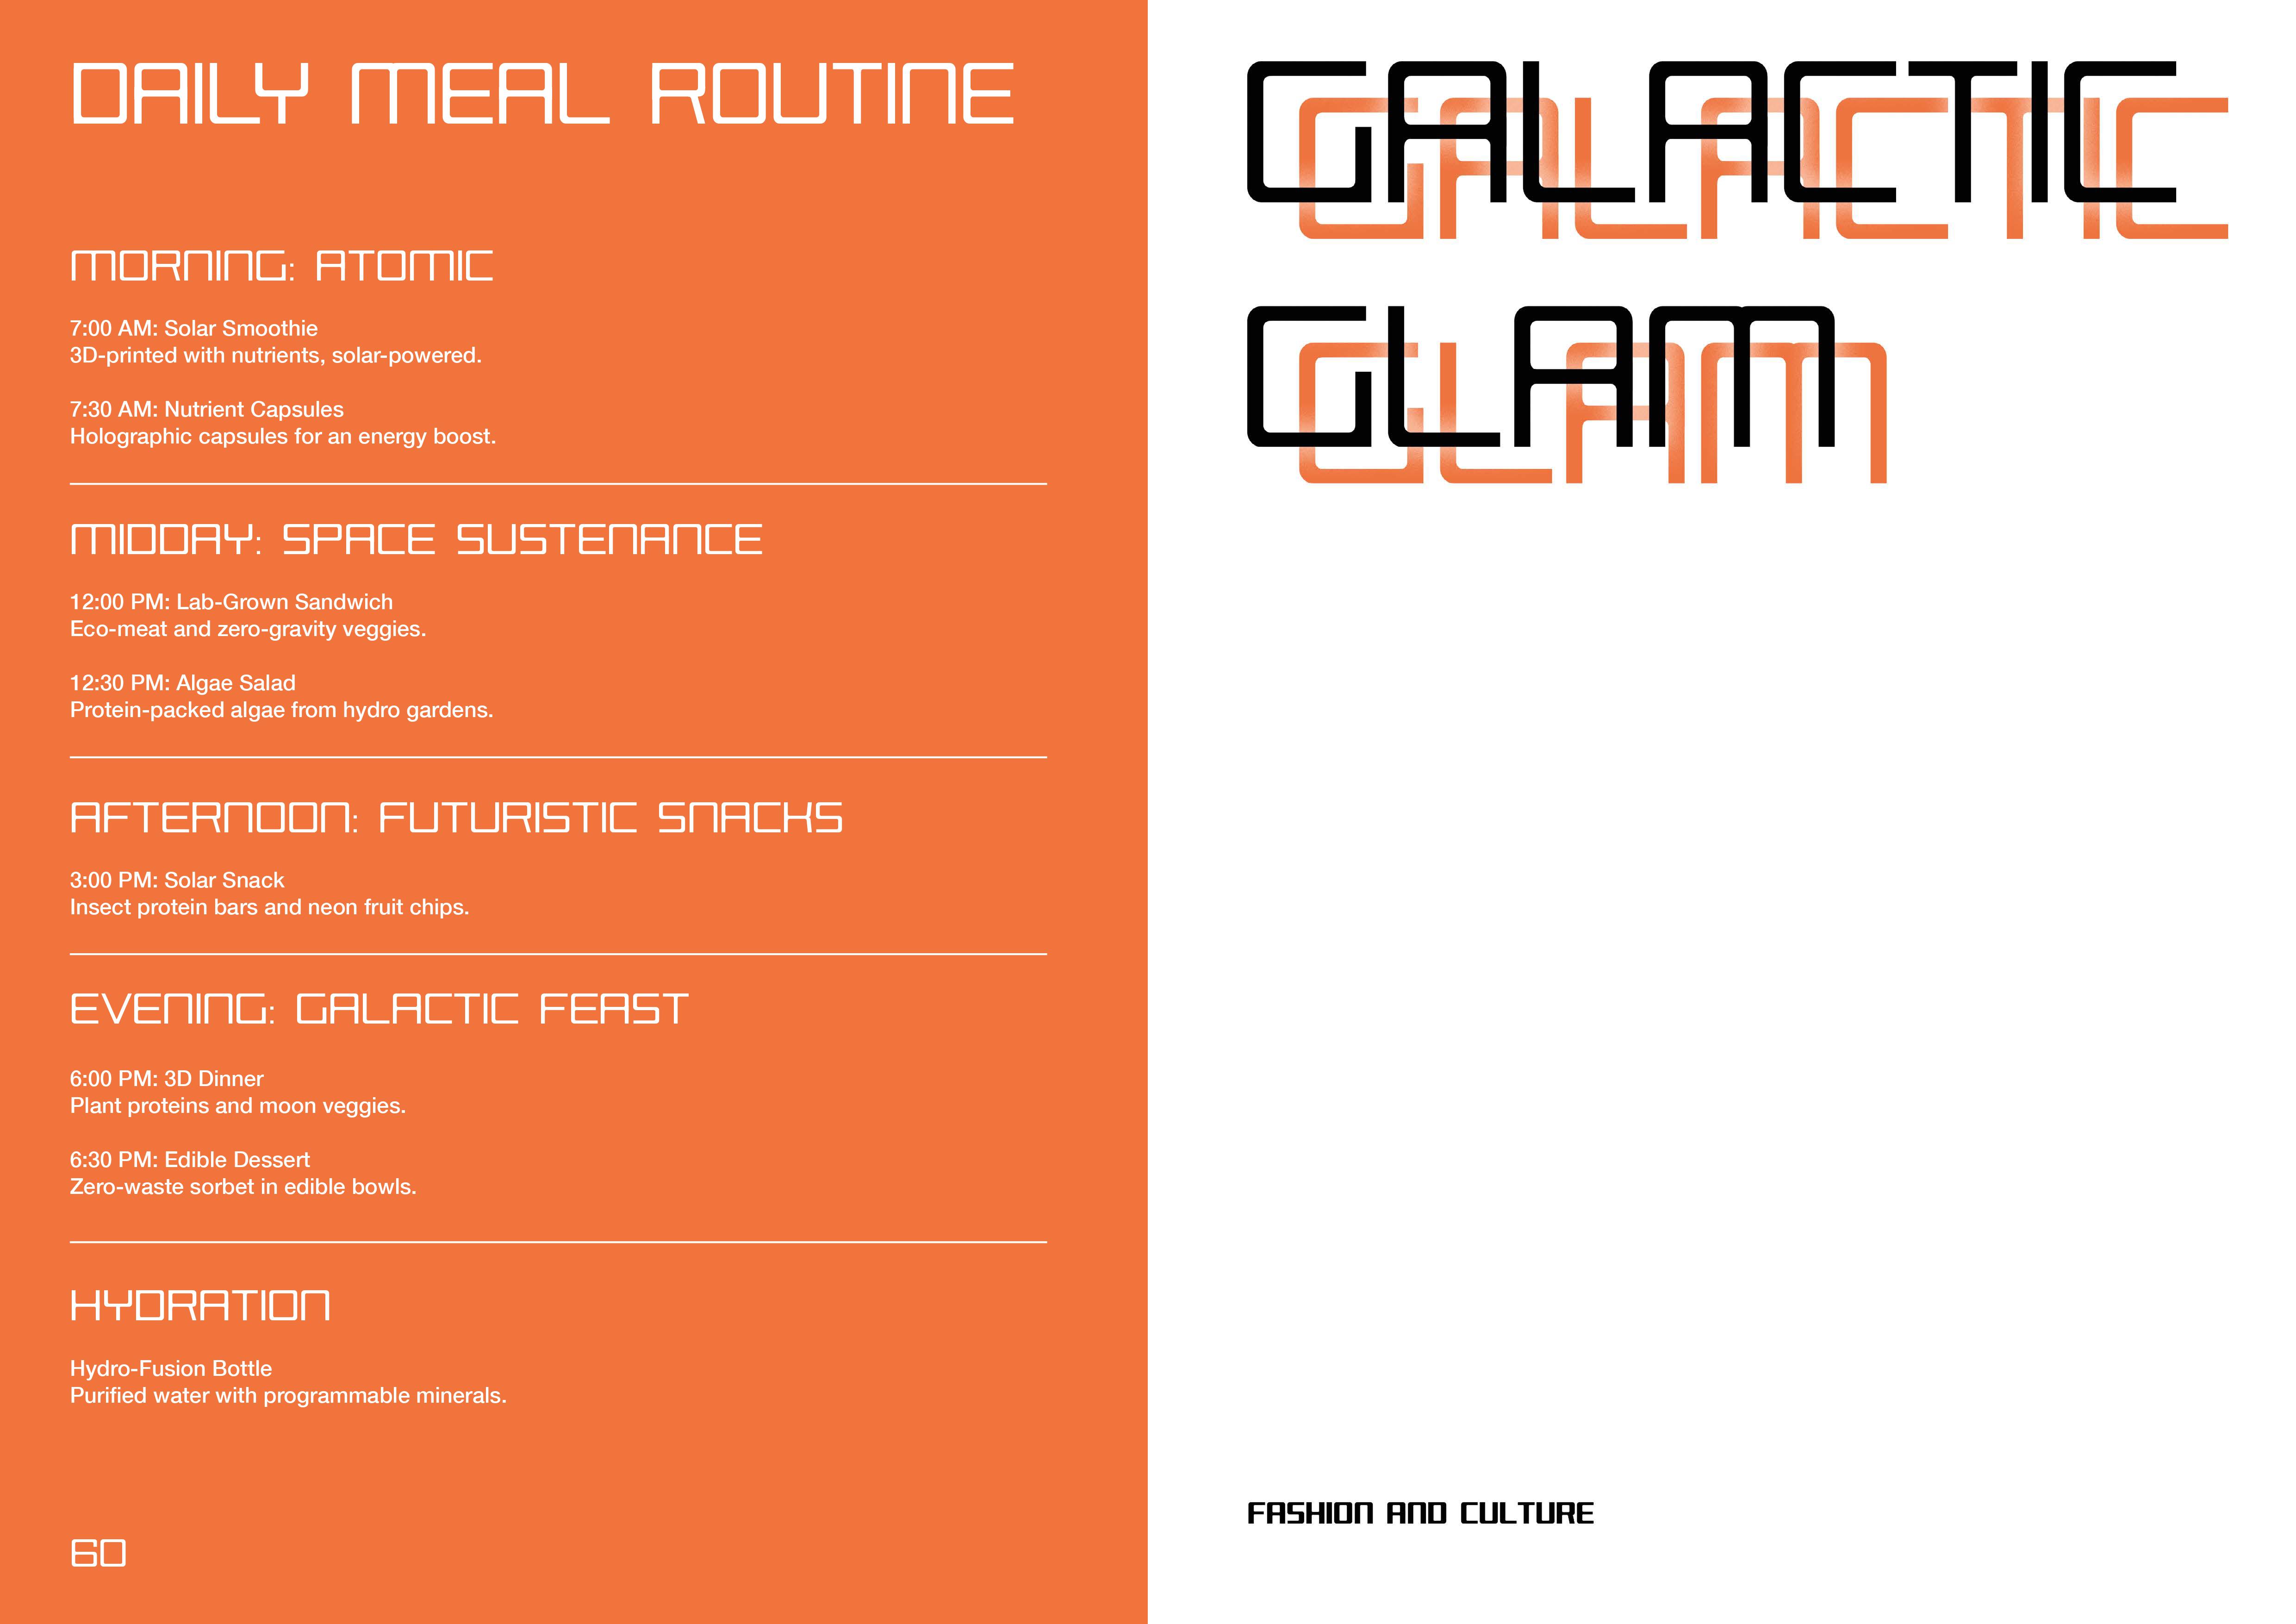 DAILY MEAL ROUTINE
MORNING: ATOMIC
7:00 AM: Solar Smoothie
3D-printed with nutrients, solar-powered.
7:30 AM: Nutrient Capsules
Holographic capsules for an energy boost.
MIDDAY: SPACE SUSTENANCE
12:00 PM: Lab-Grown Sandwich
Eco-meat and zero-gravity veggies.
12:30 PM: Algae Salad
Protein-packed algae from hydro gardens.
AFTERNOON: FUTURISTIC SNACKS
3:00 PM: Solar Snack
Insect protein bars and neon fruit chips.
EVENING: GALACTIC FEAST
6:00 PM: 3D Dinner
Plant proteins and moon veggies.
6:30 PM: Edible Dessert
Zero-waste sorbet in edible bowls.
HYDRATION
Hydro-Fusion Bottle
Purified water with programmable minerals.
60
GALACTIC
GALACTIC
GLAM
GLAM
FASHION AND CULTURE